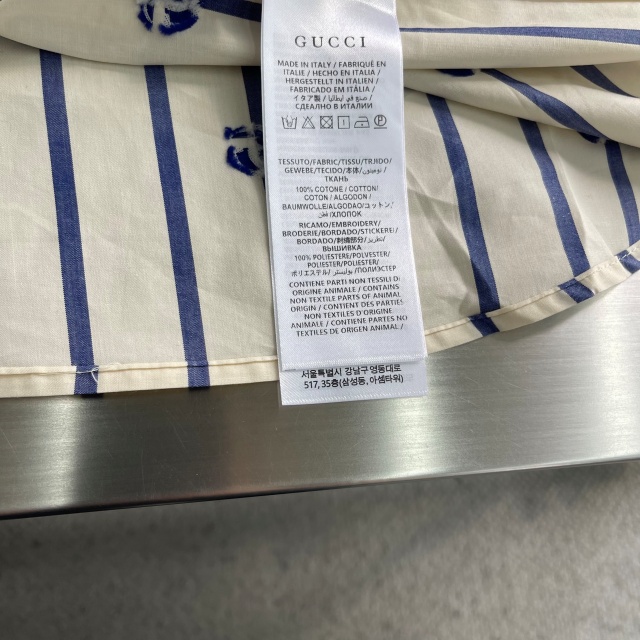 GUCCI
MADE IN ITALY / FABRIQUÉ EN
ITALIE / HECHO EN ITALIA /
HERGESTELLT IN ITALIEN /
FABRICADO EM ITÁLIA /
イタリア製 / صنع في إيطاليا /
СДЕЛАНО В ИТАЛИИ
TESSUTO/FABRIC/TISSU/TEJIDO/
GEWEBE/TECIDO/本体/
ТКАНЬ
100% COTONE / COTTON/
COTON / ALGODON /
BAUMWOLLE/ALGODAO/コットン/
قطن /ХЛОПОК
RICAMO/EMBROIDERY/
BRODERIE/BORDADO/STICKEREI/
BORDADO/刺繍部分/تطريز/
ВЫШИВКА
100% POLIESTERE/POLYESTER/
POLYESTER/POLIESTER/
POLYESTER/POLIESTER/
ポリエステル/بوليستر/ПОЛИЭСТЕР
CONTIENE PARTI NON TESSILI DI
ORIGINE ANIMALE / CONTAINS
NON TEXTILE PARTS OF ANIMAL
ORIGIN / CONTIENT DES PARTIES
NON TEXTILES D'ORIGINE
ANIMALE / CONTIENE PARTES NO
TEXTILES DE ORIGEN ANIMAL /
서울특별시 강남구 영동대로
517, 35층(삼성동, 아셈타워)